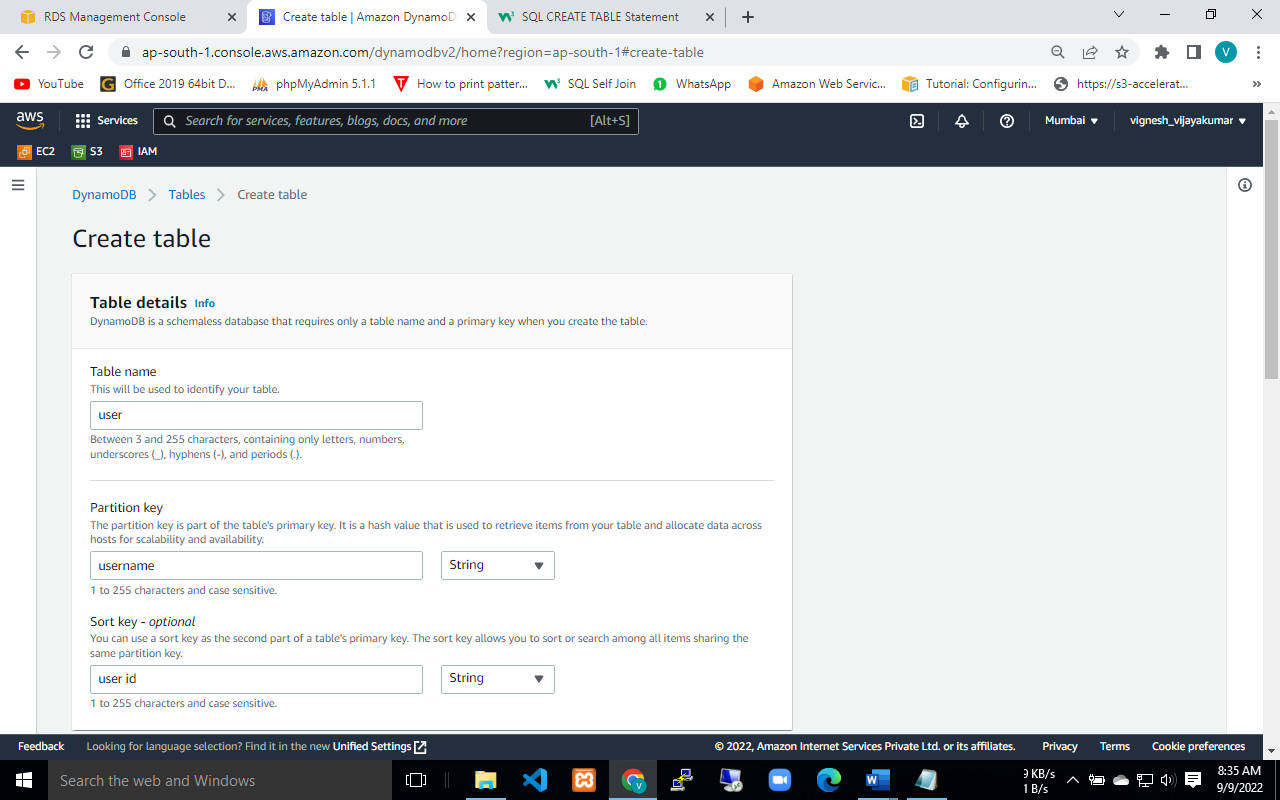 RDS Management Console
Create table | Amazon DynamoD
SQL CREATE TABLE Statement
ap-south-1.console.aws.amazon.com/dynamodbv2/home?region=ap-south-1#create-table
V
YouTube
Office 2019 64bit D...
phpMyAdmin 5.1.1
How to print patter...
SQL Self Join
WhatsApp
Amazon Web Servic...
Tutorial: Configurin...
https://s3-accelerat...
aws
Services
Search for services, features, blogs, docs, and more
[Alt+S]
Mumbai
vignesh_vijayakumar
EC2
S3
IAM
DynamoDB
Tables
Create table
Create table
Table details Info
DynamoDB is a schemaless database that requires only a table name and a primary key when you create the table.
Table name
This will be used to identify your table.
user
Between 3 and 255 characters, containing only letters, numbers,
underscores (_), hyphens (-), and periods (.).
Partition key
The partition key is part of the table's primary key. It is a hash value that is used to retrieve items from your table and allocate data across
hosts for scalability and availability.
username
String
1 to 255 characters and case sensitive.
Sort key - optional
You can use a sort key as the second part of a table's primary key. The sort key allows you to sort or search among all items sharing the
same partition key.
user id
String
1 to 255 characters and case sensitive.
Feedback
Looking for language selection? Find it in the new Unified Settings
© 2022, Amazon Internet Services Private Ltd. or its affiliates.
Privacy
Terms
Cookie preferences
Search the web and Windows
9 KB/s
1 B/s
8:35 AM
9/9/2022